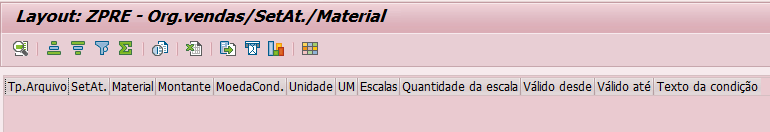 Layout: ZPRE - Org.vendas/SetAt./Material
Tp.Arquivo SetAt. Material Montante MoedaCond. Unidade UM Escalas Quantidade da escala Válido desde Válido até Texto da condição